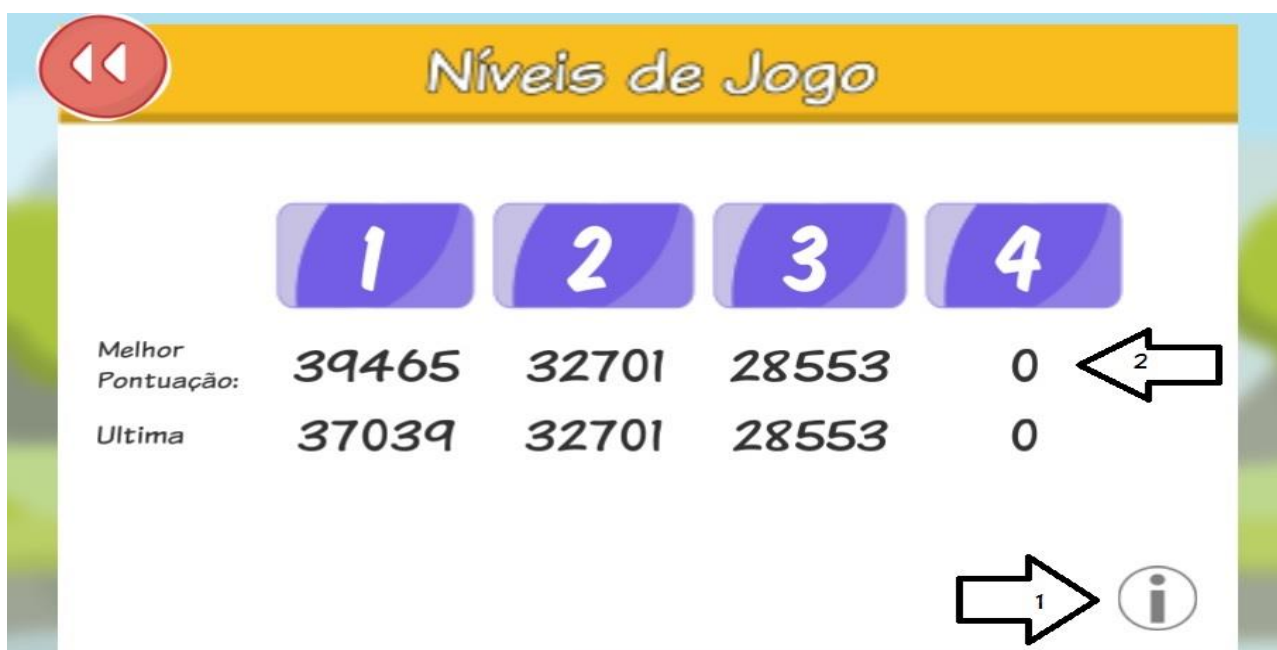 Níveis de Jogo
1 2 3 4
Melhor
Pontuação: 39465 32701 28553 0 2
Ultima 37039 32701 28553 0
1 i